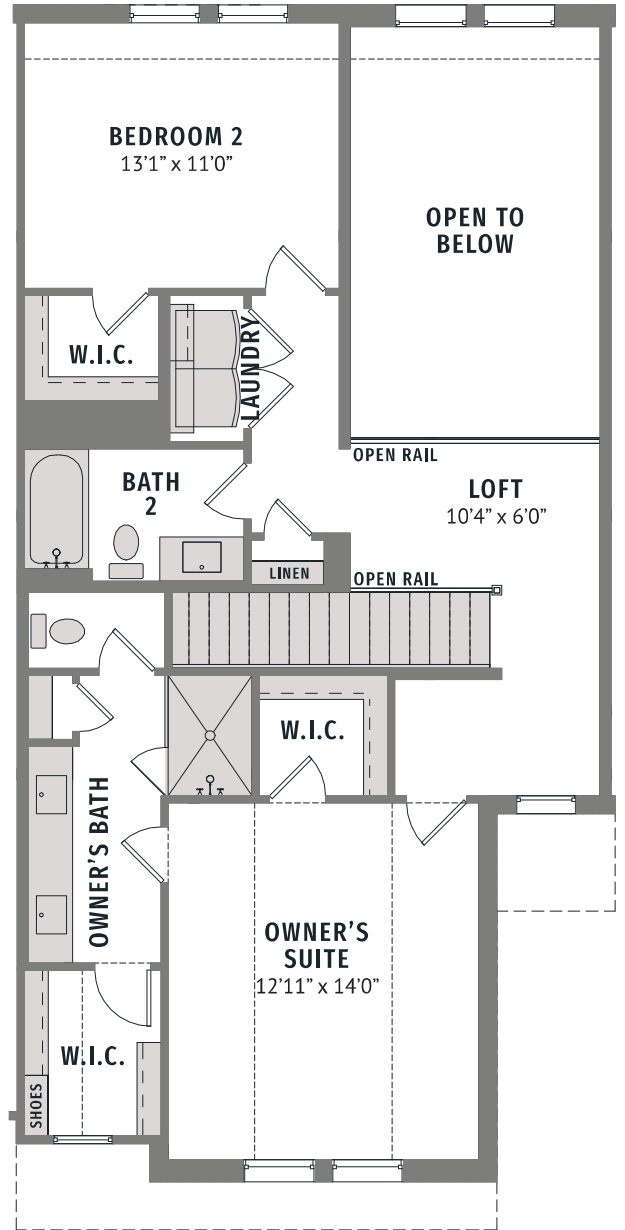 BEDROOM 2
13'1" x 11'0"
OPEN TO
BELOW
W.I.C.
LAUNDRY
OPEN RAIL
BATH
2
LOFT
10'4" x 6'0"
LINEN
OPEN RAIL
W.I.C.
OWNER'S BATH
OWNER'S
SUITE
12'11" x 14'0"
W.I.C.
SHOES